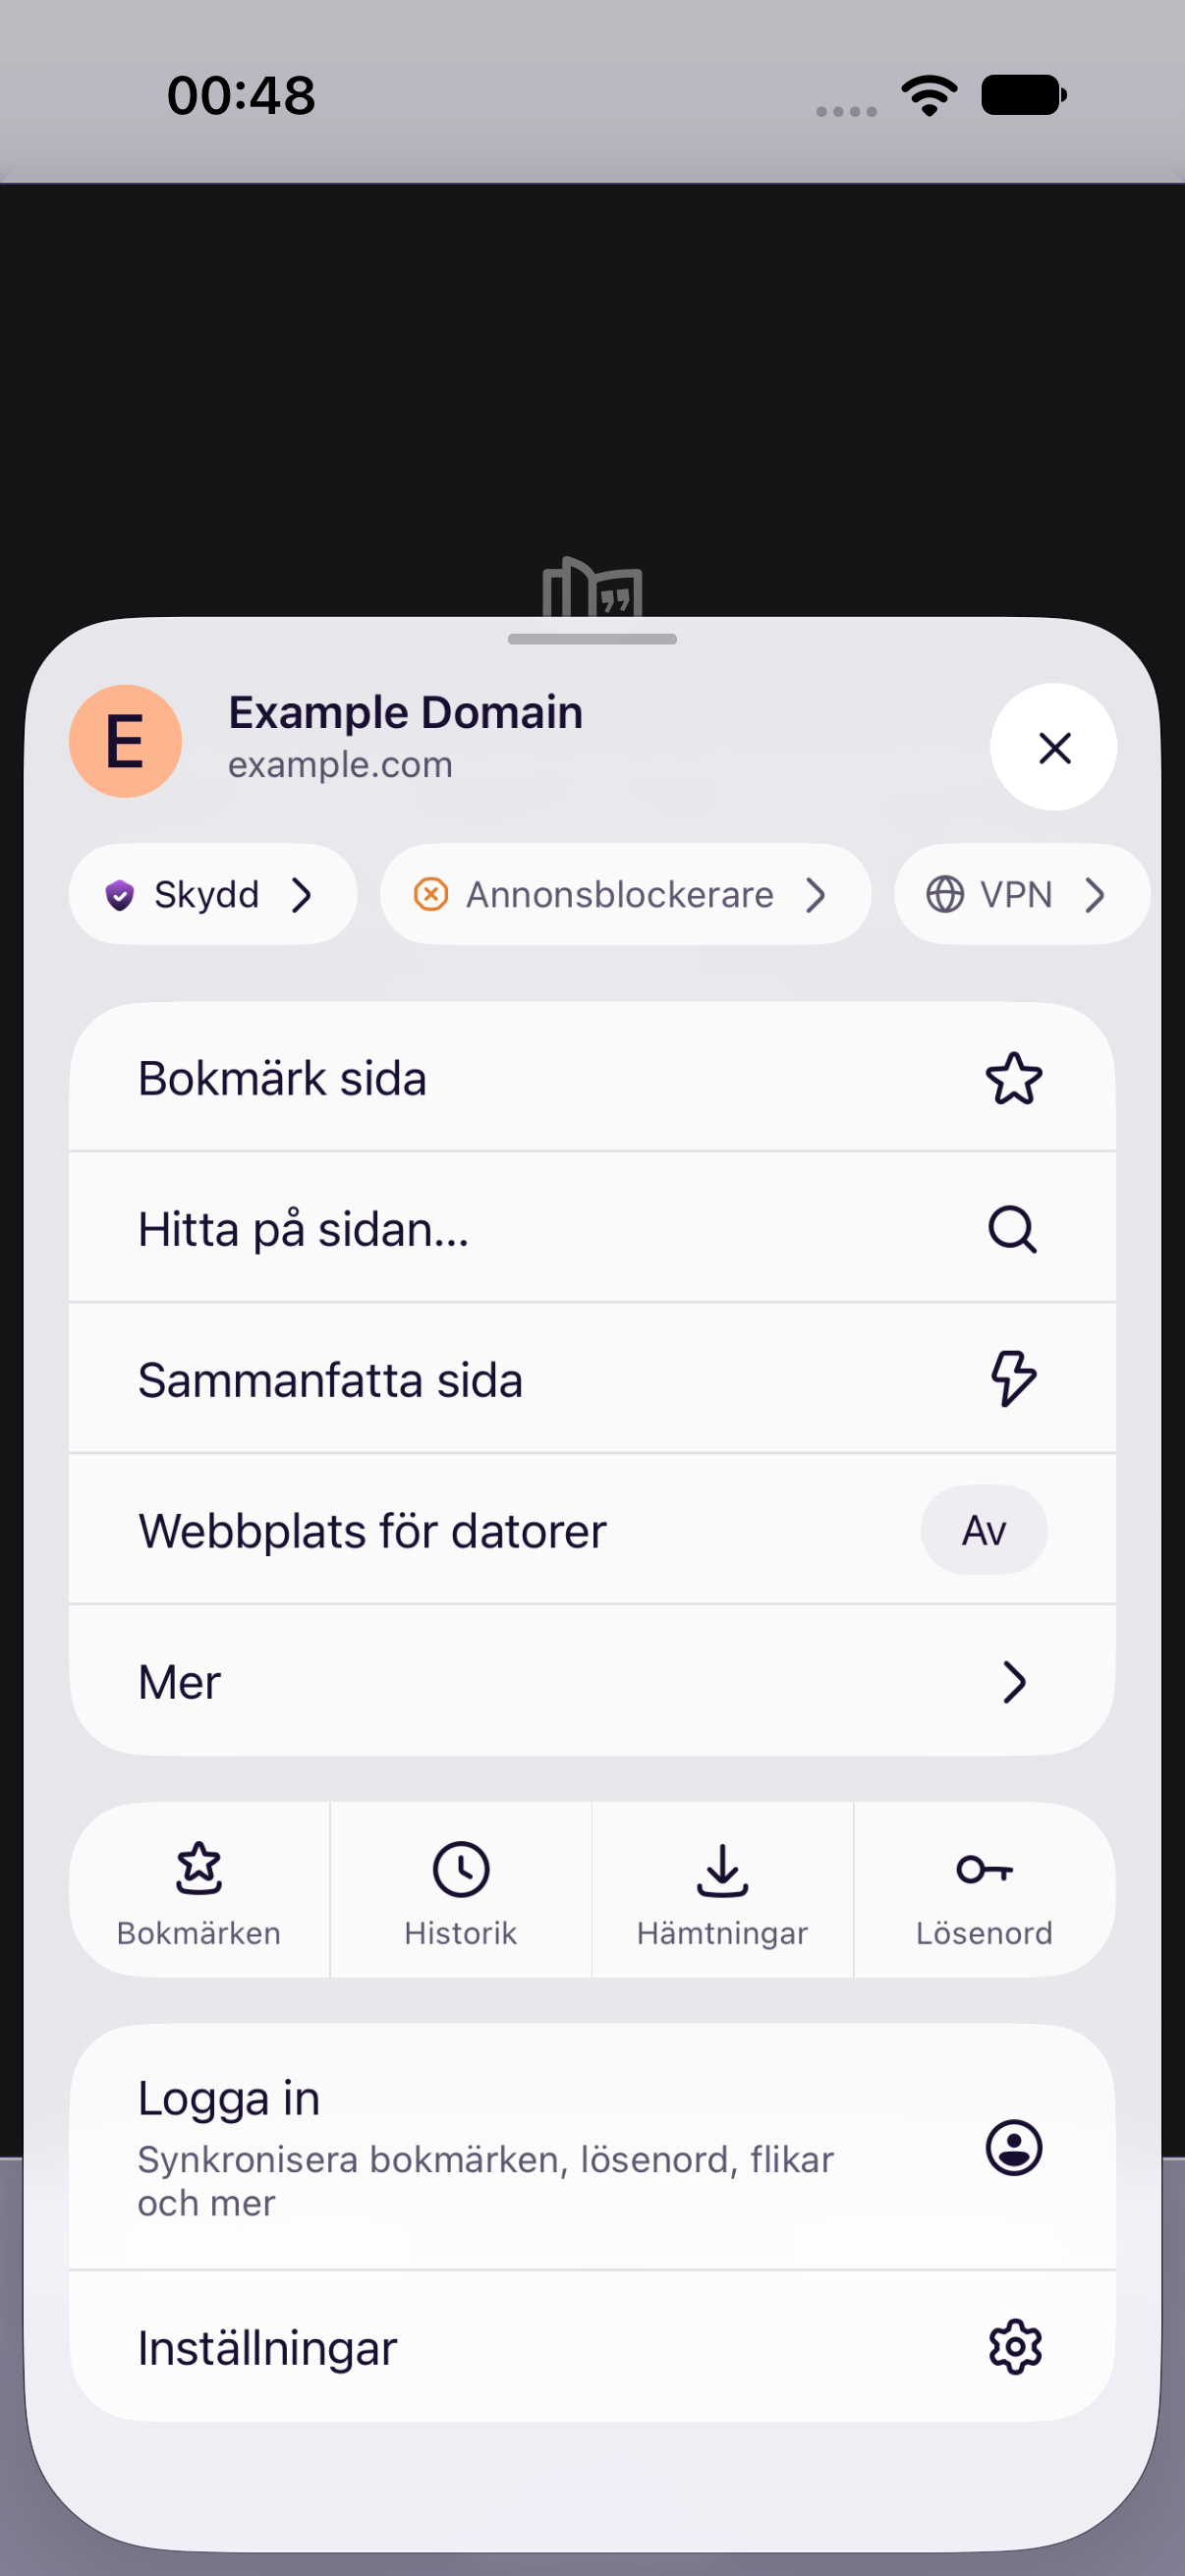 00:48
E
Example Domain
example.com
Skydd
Annonsblockerare
VPN
Bokmärk sida
Hitta på sidan...
Sammanfatta sida
Webbplats för datorer
Av
Mer
Bokmärken
Historik
Hämtningar
Lösenord
Logga in
Synkronisera bokmärken, lösenord, flikar
och mer
Inställningar